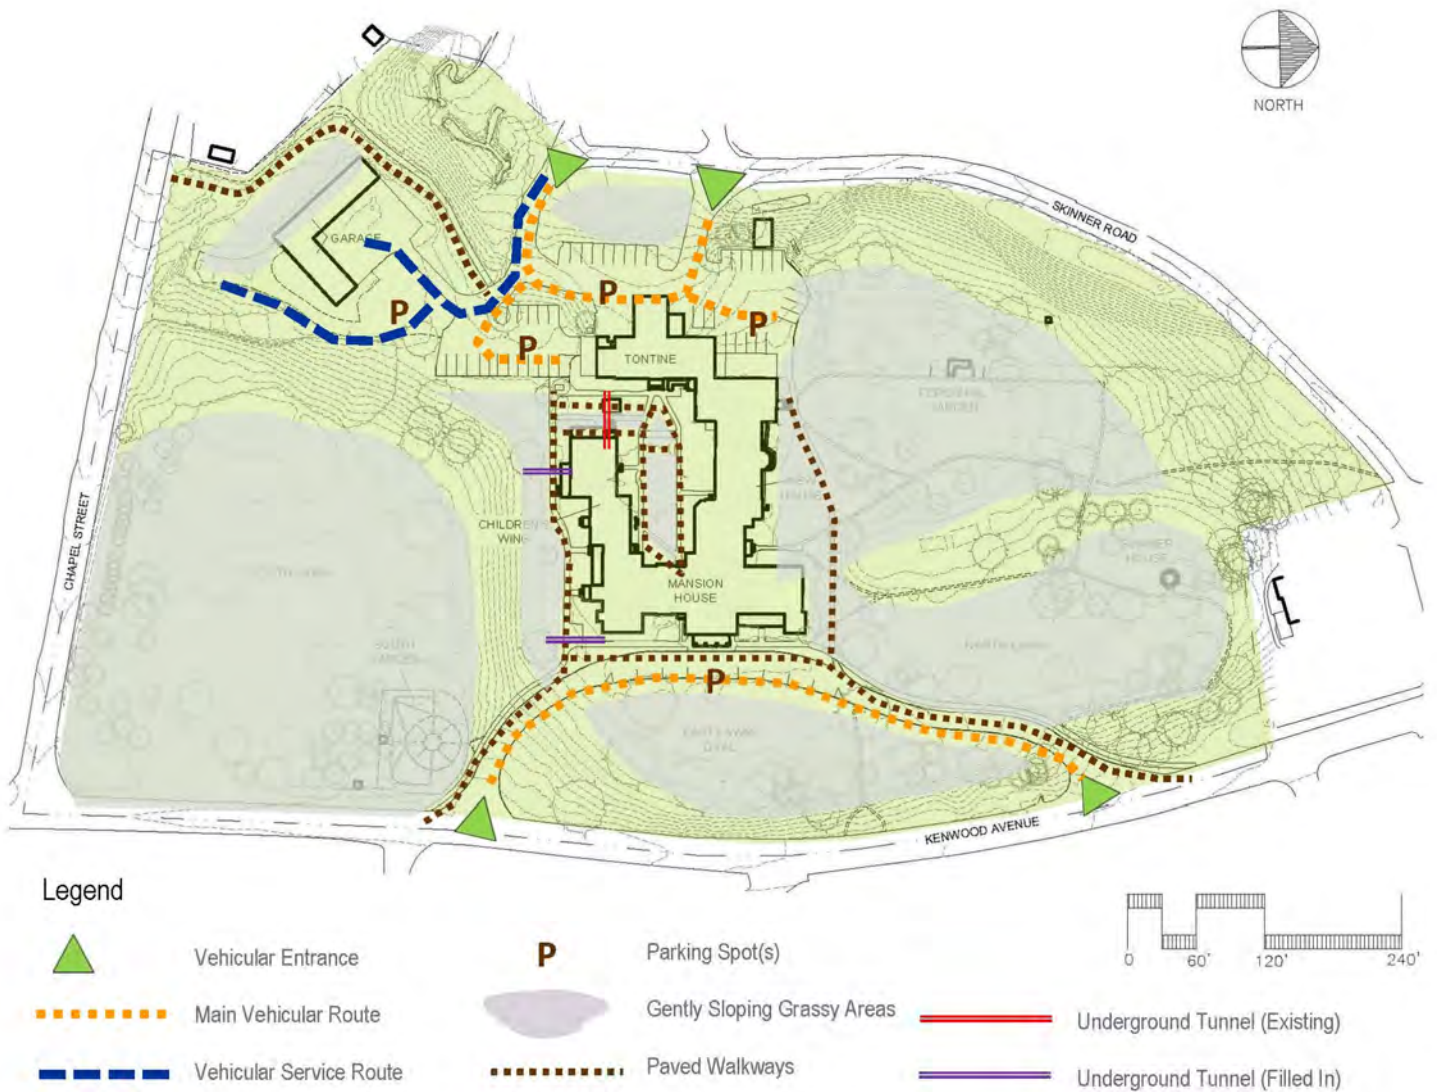 NORTH
SKINNER ROAD
GARAGE
P
P
P
P
TONTINE
CHAPEL STREET
CHILDREN'S
WING
MANSION
HOUSE
SOUTH
GARDEN
P
KENWOOD AVENUE
Legend
Vehicular Entrance
P
Parking Spot(s)
0 60' 120' 240'
Main Vehicular Route
Gently Sloping Grassy Areas
Underground Tunnel (Existing)
Vehicular Service Route
Paved Walkways
Underground Tunnel (Filled In)